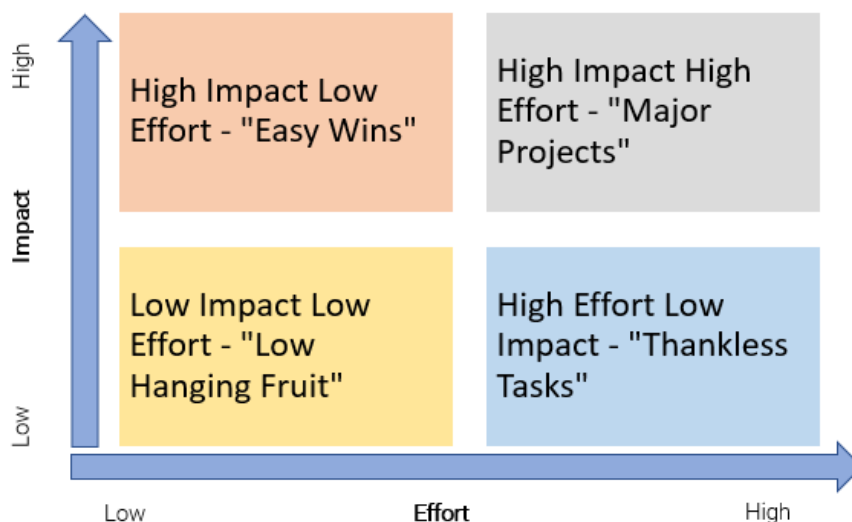 High
High Impact Low
Effort - "Easy Wins"
High Impact High
Effort - "Major
Projects"
Impact
Low Impact Low
Effort - "Low
Hanging Fruit"
High Effort Low
Impact - "Thankless
Tasks"
Low
Low
Effort
High